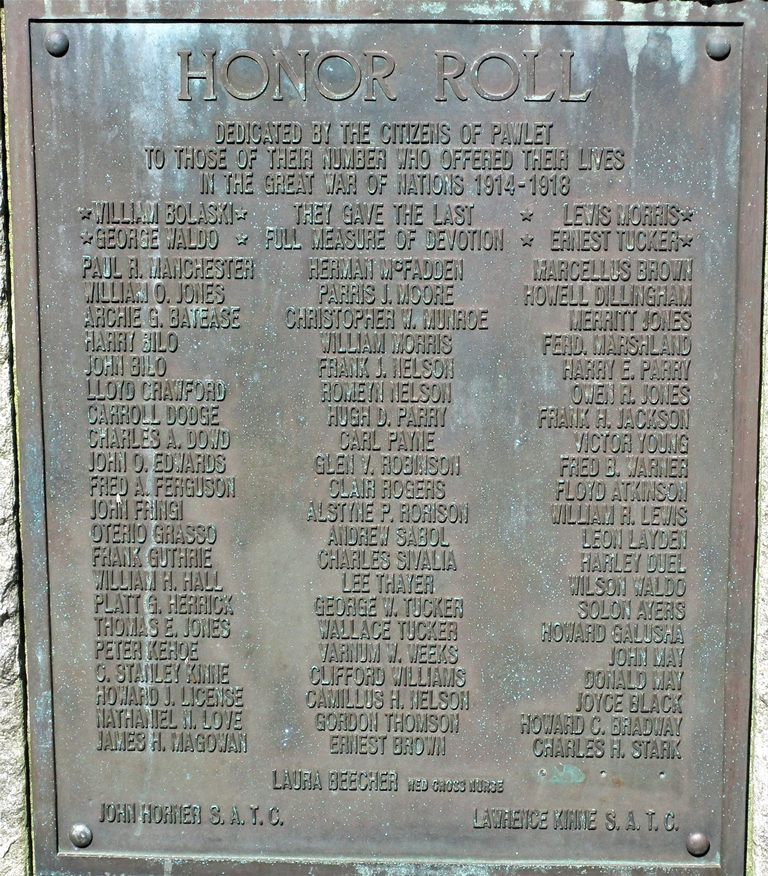 HONOR ROLL
DEDICATED BY THE CITIZENS OF PAWLET
TO THOSE OF THEIR NUMBER WHO OFFERED THEIR LIVES
IN THE GREAT WAR OF NATIONS 1914-1918
★WILLIAM BOLASKI★ THEY GAVE THE LAST ★ LEWIS MORRIS★
★GEORGE WALDO ★ FULL MEASURE OF DEVOTION ★ ERNEST TUCKER★
PAUL R. MANCHESTER HERMAN McFADDEN MARCELLUS BROWN
WILLIAM O. JONES PARRIS J. MOORE HOWELL DILLINGHAM
ARCHIE G. BATEASE CHRISTOPHER W. MUNROE MERRITT JONES
HARRY BILO WILLIAM MORRIS FERD. MARSHLAND
JOHN BILO FRANK J. NELSON HARRY E. PARRY
LLOYD CRAWFORD ROMEYN NELSON OWEN R. JONES
CARROLL DODGE HUGH D. PARRY FRANK H. JACKSON
CHARLES A. DOWD CARL PAYNE VICTOR YOUNG
JOHN O. EDWARDS GLEN V. ROBINSON FRED B. WARNER
FRED A. FERGUSON CLAIR ROGERS FLOYD ATKINSON
JOHN FRINGI ALSTYNE P. RORISON WILLIAM R. LEWIS
OTERIO GRASSO ANDREW SABOL LEON LAYDEN
FRANK GUTHRIE CHARLES SIVALIA HARLEY DUEL
WILLIAM H. HALL LEE THAYER WILSON WALDO
PLATT G. HERRICK GEORGE W. TUCKER SOLON AYERS
THOMAS E. JONES WALLACE TUCKER HOWARD GALUSHA
PETER KEHOE VARNUM W. WEEKS JOHN MAY
C. STANLEY KINNE CLIFFORD WILLIAMS DONALD MAY
HOWARD J. LICENSE CAMILLUS H. NELSON JOYCE BLACK
NATHANIEL N. LOVE GORDON THOMSON HOWARD C. BRADWAY
JAMES H. MAGOWAN ERNEST BROWN CHARLES H. STARK
LAURA BEECHER RED CROSS NURSE
JOHN HORNER S. A. T. C. LAWRENCE KINNE S. A. T. C.